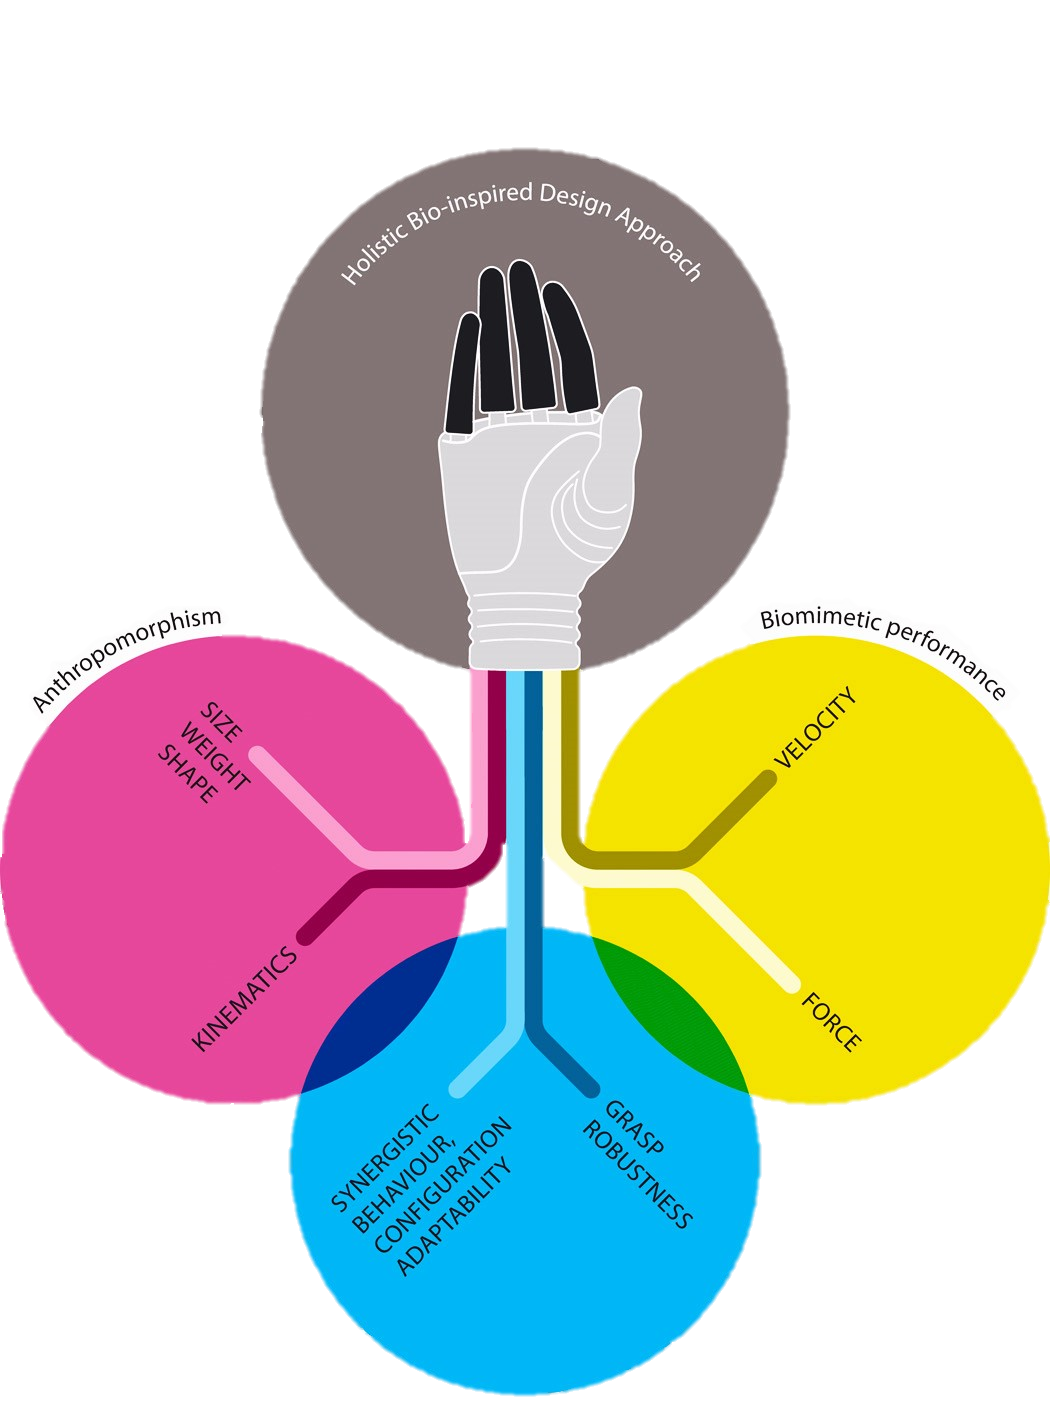 Holistic Bio-inspired Design Approach
Anthropomorphism
Biomimetic performance
SIZE
WEIGHT
SHAPE
VELOCITY
KINEMATICS
FORCE
SYNERGISTIC
BEHAVIOUR,
CONFIGURATION
ADAPTABILITY
GRASP
ROBUSTNESS